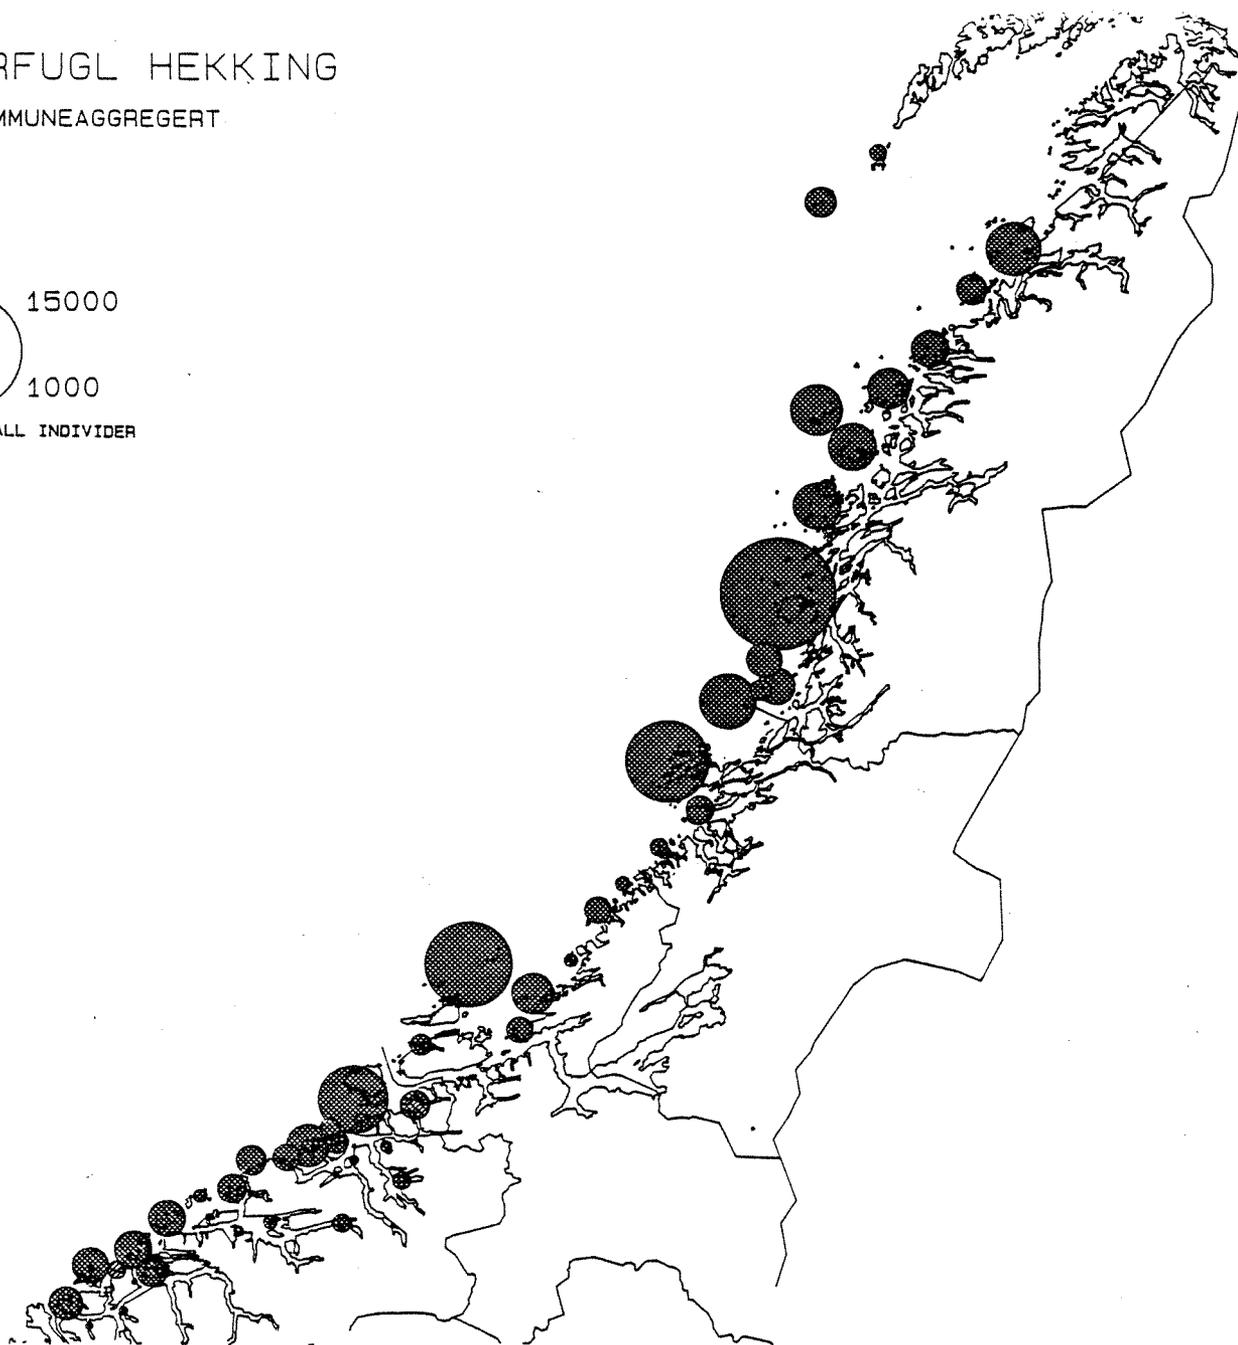 RFUGL HEKKING
MMUNEAGGREGERT
15000
1000
ALL INDIVIDER